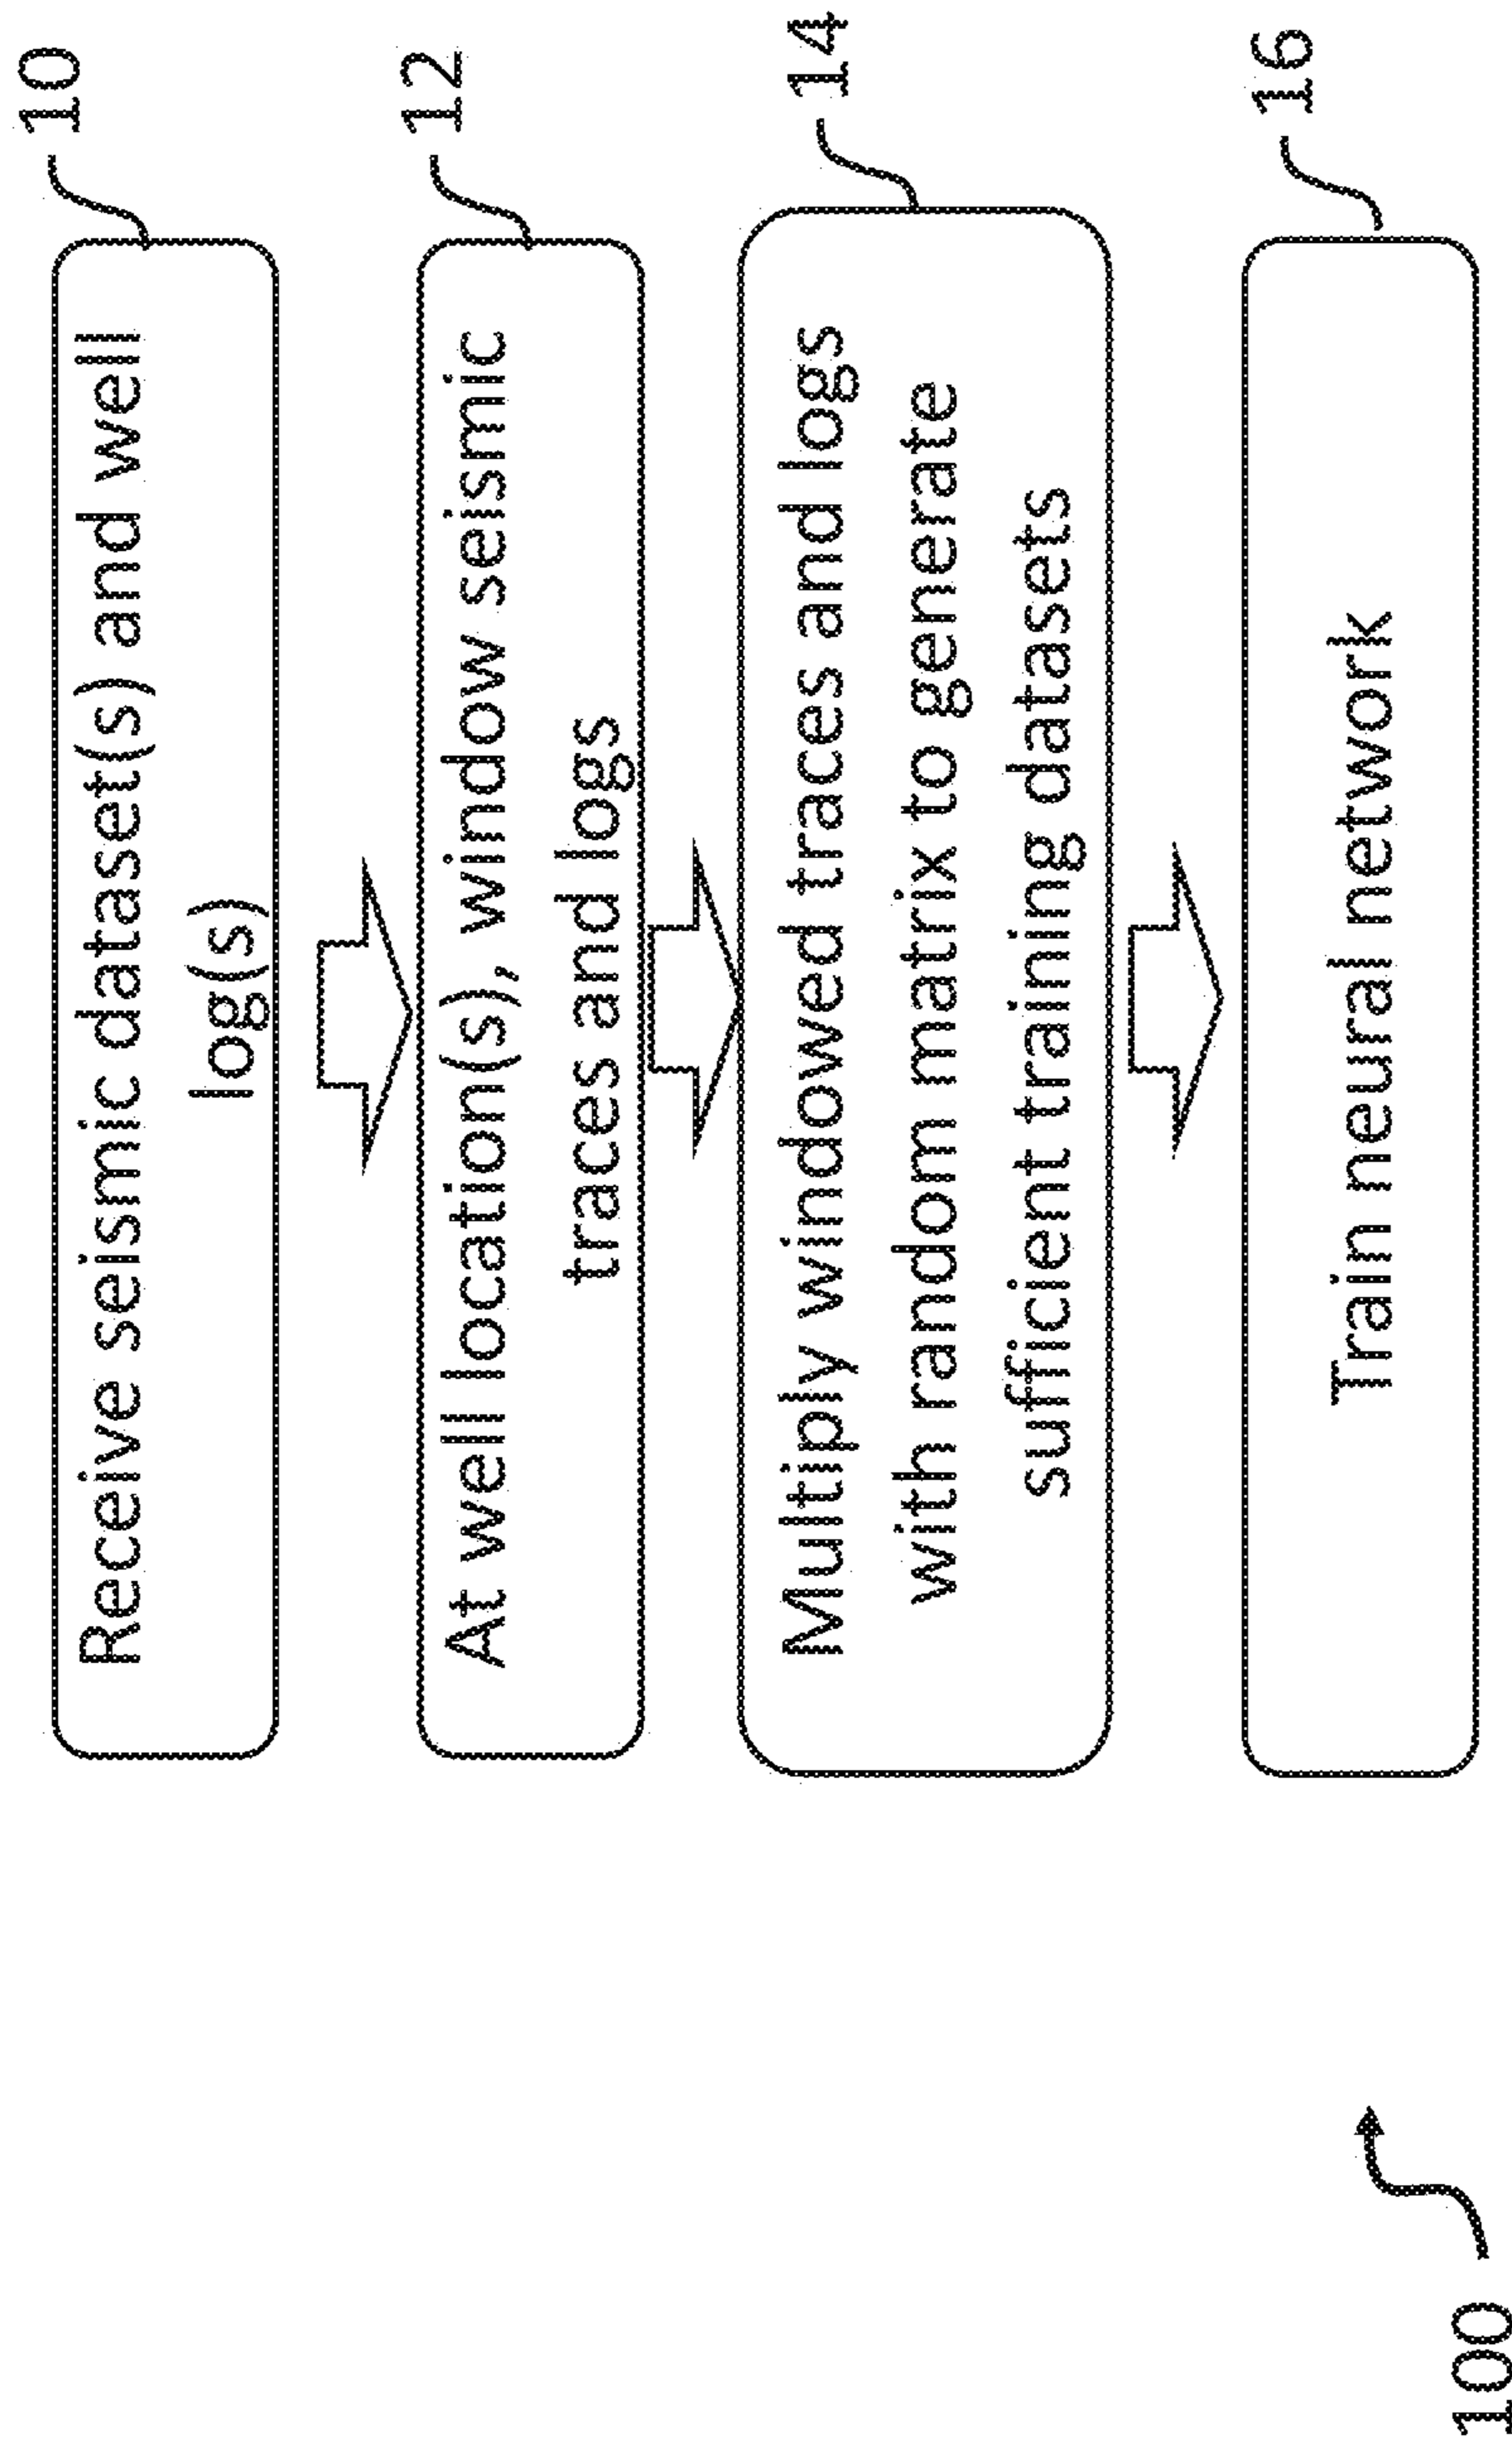 Receive seismic dataset(s) and well
log(s)
10
At well location(s), window seismic
traces and logs
12
Multiply windowed traces and logs
with random matrix to generate
sufficient training datasets
14
Train neural network
16
100